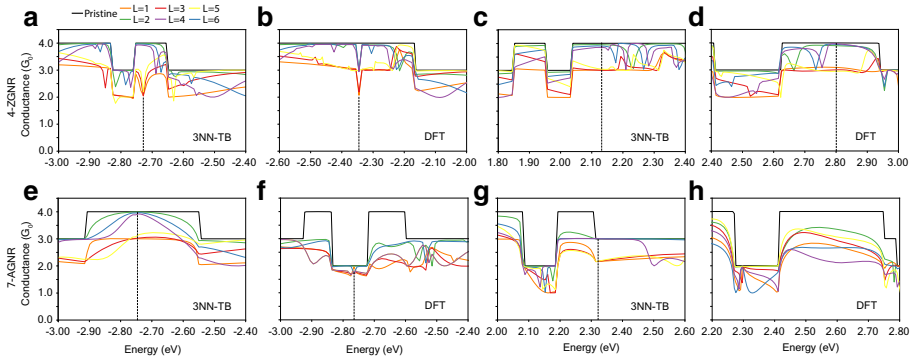 a b c d
Pristine L=1 L=3 L=5
L=2 L=4 L=6
4-ZGNR
Conductance (G0)
4.0
3.0
2.0
1.0
0.0
3NN-TB
-3.00 -2.90 -2.80 -2.70 -2.60
DFT
-2.60 -2.50 -2.40 -2.30 -2.20 -2.10 -2.00
3NN-TB
1.80 1.90 2.00 2.10 2.20 2.30 2.40
DFT
2.40 2.50 2.60 2.70 2.80 2.90 3.00
e f g h
7-AGNR
Conductance (G0)
4.0
3.0
2.0
1.0
0.0
3NN-TB
-3.00 -2.90 -2.80 -2.70 -2.60 -2.50 -2.40
Energy (eV)
DFT
-3.00 -2.90 -2.80 -2.70 -2.60 -2.50 -2.40
Energy (eV)
3NN-TB
2.00 2.10 2.20 2.30 2.40 2.50 2.60
Energy (eV)
DFT
2.20 2.30 2.40 2.50 2.60 2.70 2.80
Energy (eV)